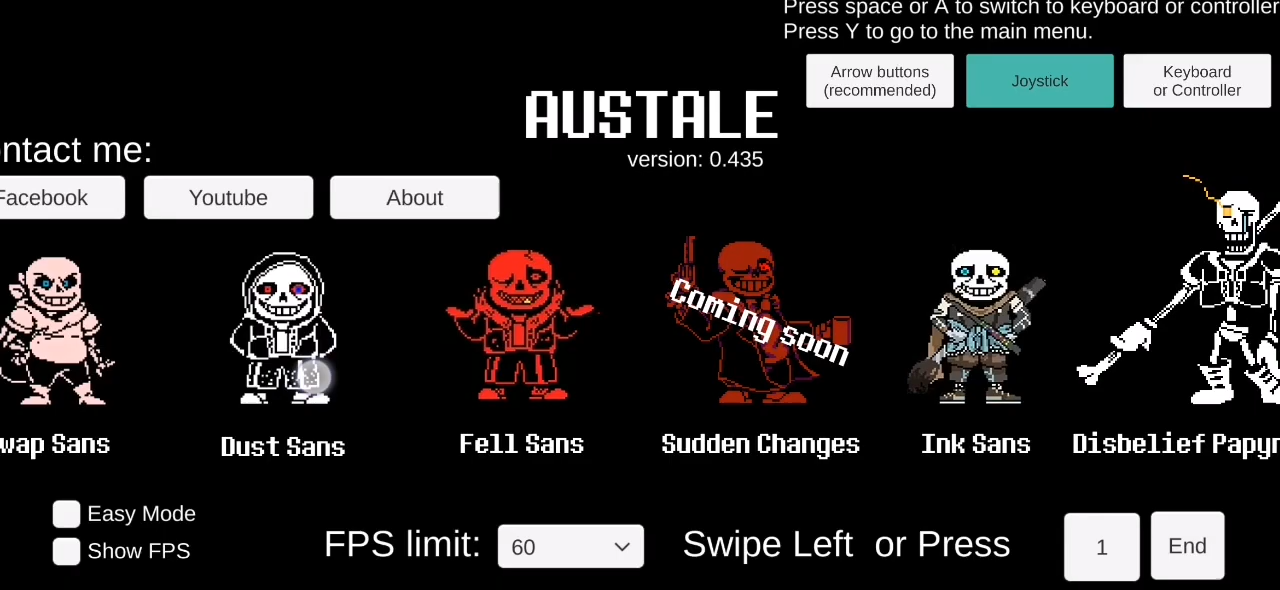 Press space or A to switch to keyboard or controller
Press Y to go to the main menu.
Arrow buttons
(recommended)
Joystick
Keyboard
or Controller
AUSTALE
version: 0.435
ntact me:
Facebook
Youtube
About
Coming soon
wap Sans
Dust Sans
Fell Sans
Sudden Changes
Ink Sans
Disbelief Papyr
Easy Mode
Show FPS
FPS limit:
60
Swipe Left or Press
1
End